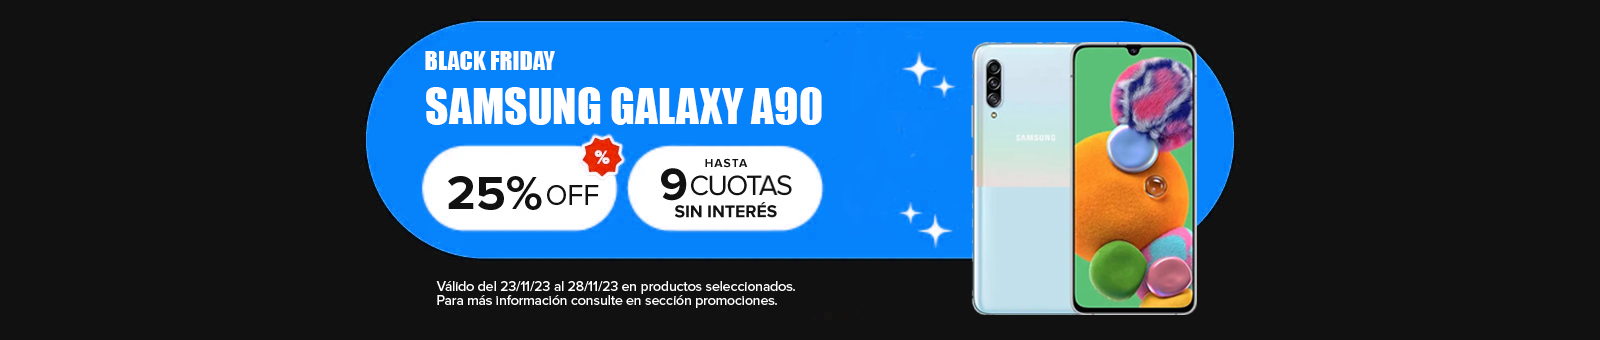 BLACK FRIDAY
SAMSUNG GALAXY A90
%
25% OFF
HASTA
9 CUOTAS
SIN INTERÉS
SAMSUNG
Válido del 23/11/23 al 28/11/23 en productos seleccionados.
Para más información consulte en sección promociones.